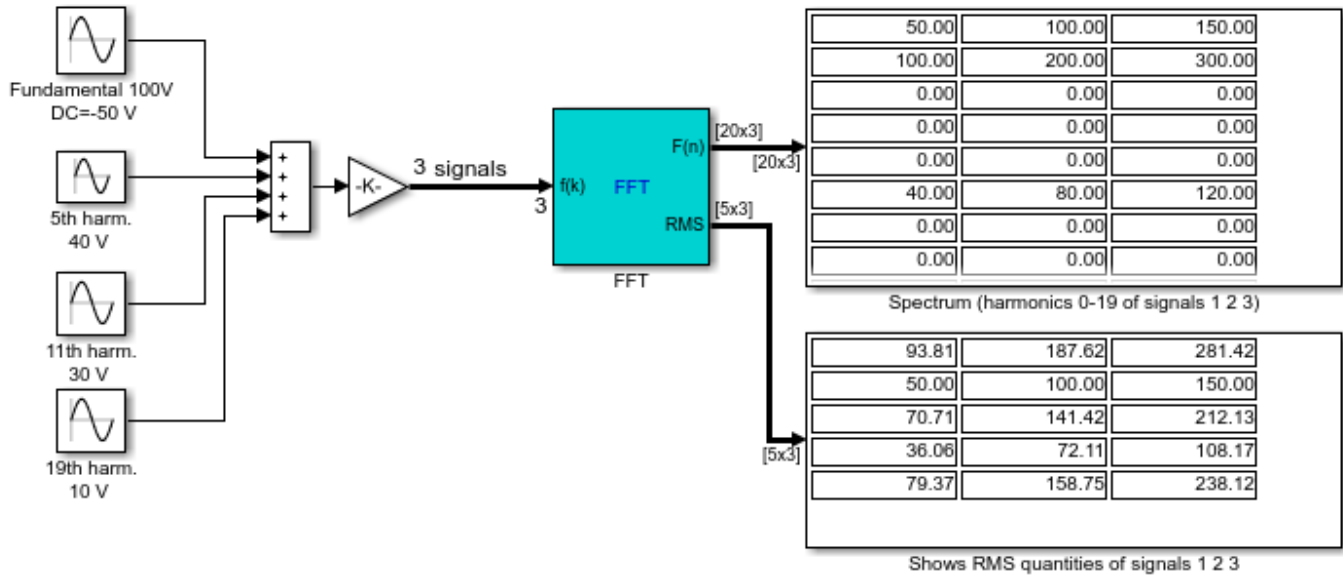 Fundamental 100V
DC=-50 V
5th harm.
40 V
11th harm.
30 V
19th harm.
10 V
+
+
+
+
-K-
3 signals
3
f(k)
FFT
F(n)
RMS
FFT
[20x3]
[20x3]
[5x3]
[5x3]
50.00 100.00 150.00
100.00 200.00 300.00
0.00 0.00 0.00
0.00 0.00 0.00
0.00 0.00 0.00
40.00 80.00 120.00
0.00 0.00 0.00
0.00 0.00 0.00
Spectrum (harmonics 0-19 of signals 1 2 3)
93.81 187.62 281.42
50.00 100.00 150.00
70.71 141.42 212.13
36.06 72.11 108.17
79.37 158.75 238.12
Shows RMS quantities of signals 1 2 3